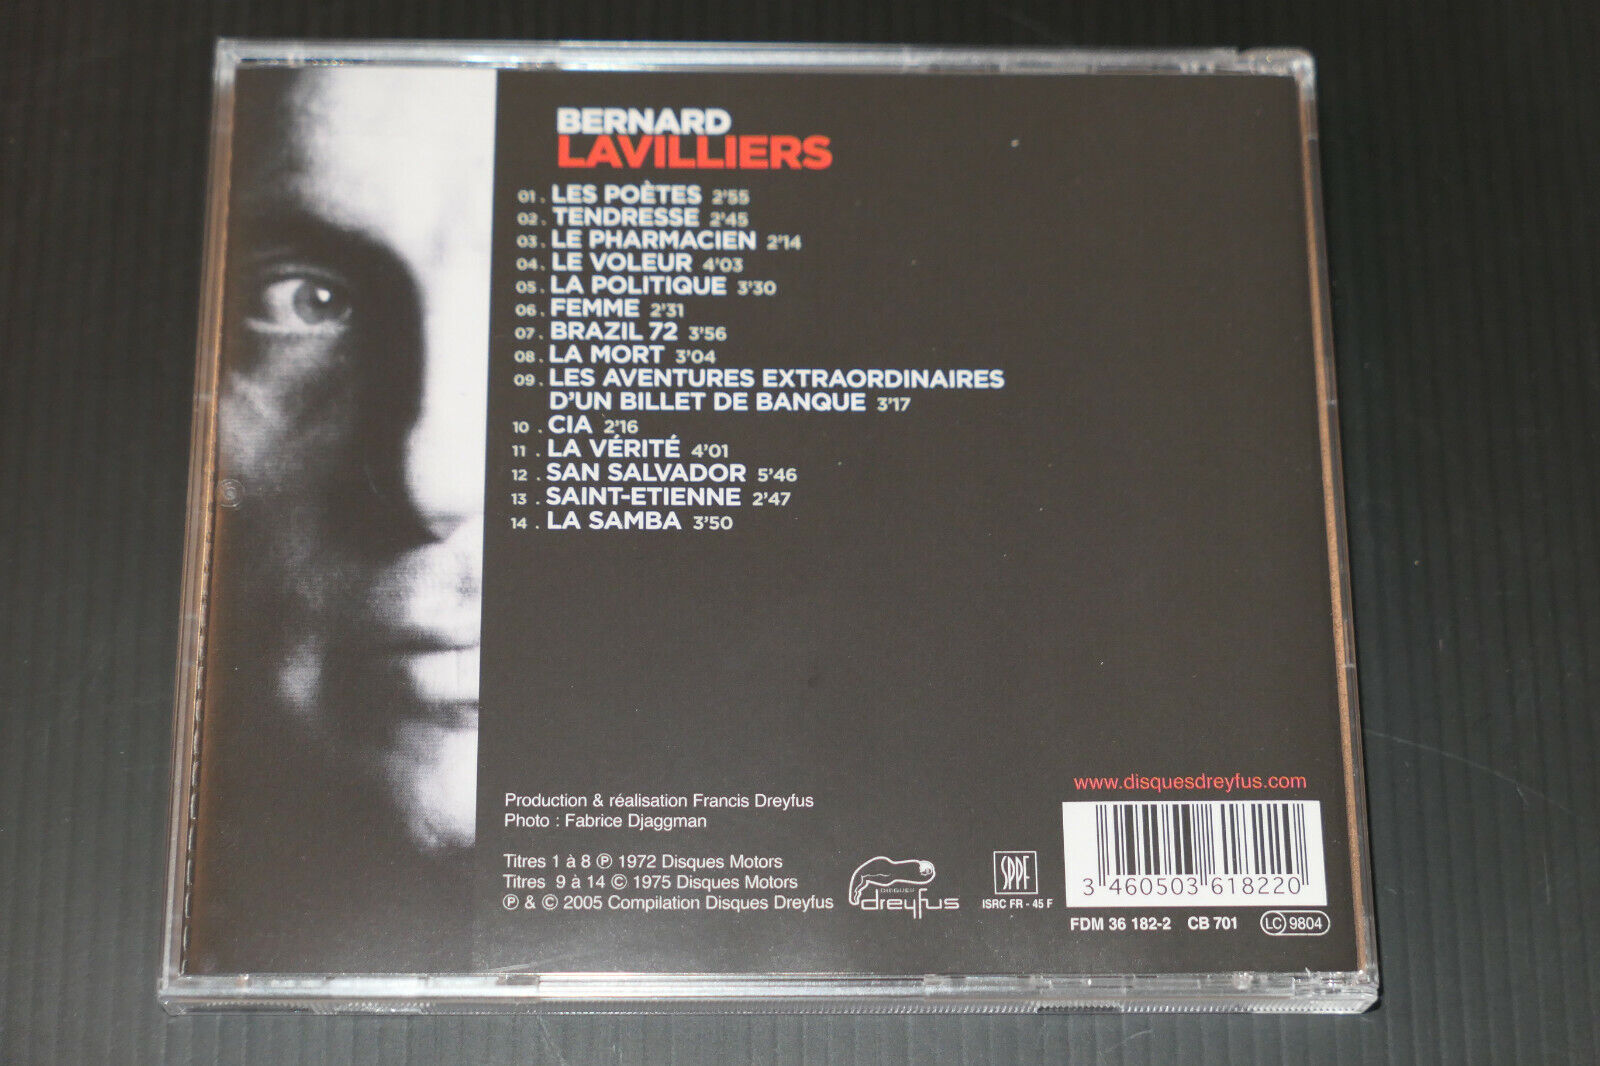 BERNARD
LAVILLIERS
01. LES POÈTES 2'55
02. TENDRESSE 2'45
03. LE PHARMACIEN 2'14
04. LE VOLEUR 4'03
05. LA POLITIQUE 3'30
06. FEMME 2'31
07. BRAZIL 72 3'56
08. LA MORT 3'04
09. LES AVENTURES EXTRAORDINAIRES
D'UN BILLET DE BANQUE 3'17
10. CIA 2'16
11. LA VÉRITÉ 4'01
12. SAN SALVADOR 5'46
13. SAINT-ETIENNE 2'47
14. LA SAMBA 3'50
www.disquesdreyfus.com
Production & réalisation Francis Dreyfus
Photo : Fabrice Djaggman
Titres 1 à 8 ℗ 1972 Disques Motors
Titres 9 à 14 © 1975 Disques Motors
℗ & © 2005 Compilation Disques Dreyfus
DISQUES
dreyfus
SPPF
ISRC FR - 45 F
3 460503 618220
FDM 36 182-2 CB 701 LC 9804